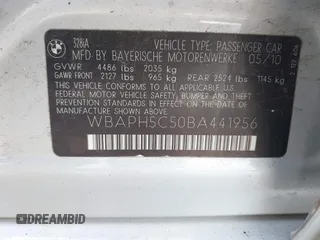 328iA VEHICLE TYPE: PASSENGER CAR
MFD BY BAYERISCHE MOTORENWERKE 05/10
GVWR 4486 lbs 2035 kg
GAWR FRONT 2127 lbs 965 kg REAR 2524 lbs 1145 kg
THIS VEHICLE CONFORMS TO ALL APPLICABLE U.S.
FEDERAL MOTOR VEHICLE SAFETY, BUMPER, AND
THEFT PREVENTION STANDARDS IN EFFECT ON THE DATE
OF MANUFACTURE SHOWN ABOVE.
WBAPH5C50BA441956
AUTOBIDMASTER
DREAMBID